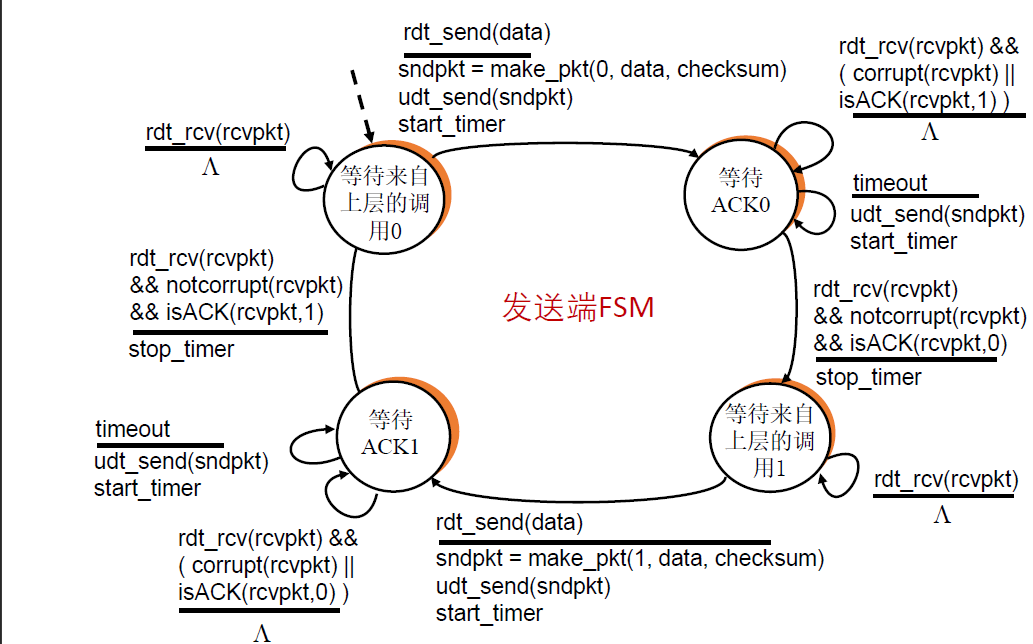 rdt_send(data)
sndpkt = make_pkt(0, data, checksum)
udt_send(sndpkt)
start_timer
rdt_rcv(rcvpkt) &&
( corrupt(rcvpkt) ||
isACK(rcvpkt,1) )
Λ
rdt_rcv(rcvpkt)
Λ
等待来自
上层的调
用0
等待
ACK0
timeout
udt_send(sndpkt)
start_timer
rdt_rcv(rcvpkt)
&& notcorrupt(rcvpkt)
&& isACK(rcvpkt,1)
stop_timer
发送端FSM
rdt_rcv(rcvpkt)
&& notcorrupt(rcvpkt)
&& isACK(rcvpkt,0)
stop_timer
等待
ACK1
等待来自
上层的调
用1
timeout
udt_send(sndpkt)
start_timer
rdt_rcv(rcvpkt)
Λ
rdt_rcv(rcvpkt) &&
( corrupt(rcvpkt) ||
isACK(rcvpkt,0) )
Λ
rdt_send(data)
sndpkt = make_pkt(1, data, checksum)
udt_send(sndpkt)
start_timer